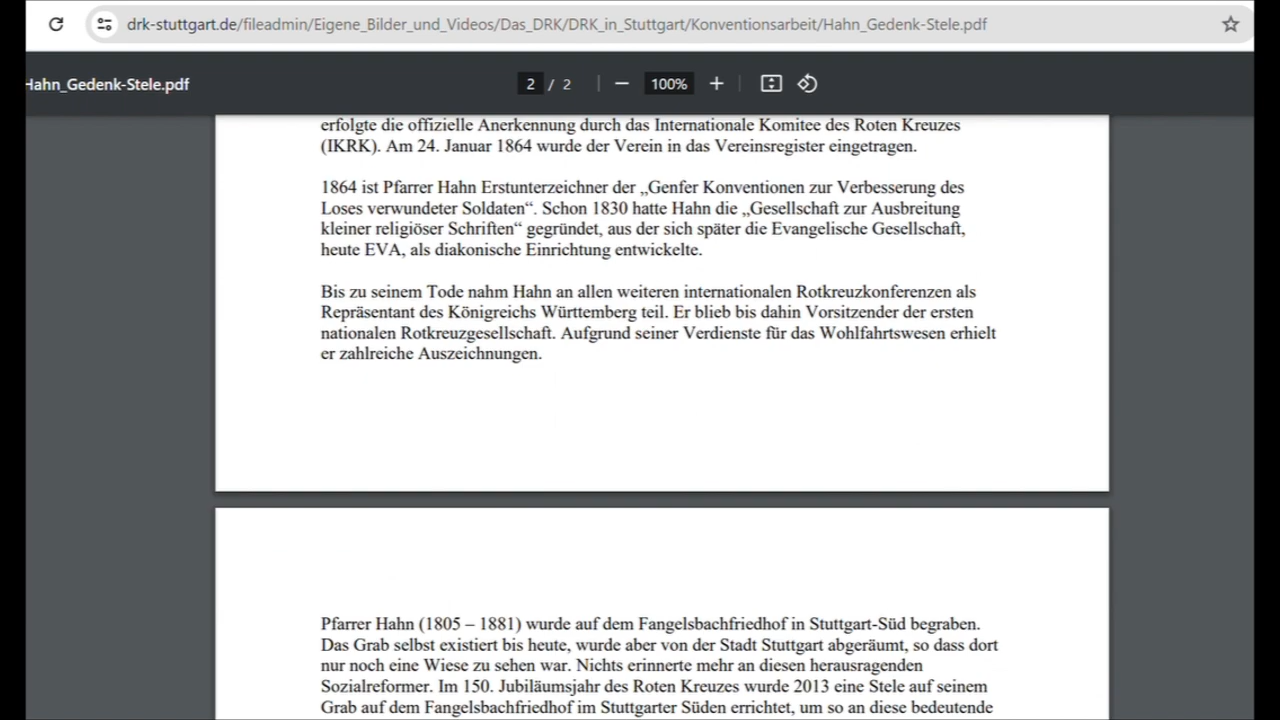 drk-stuttgart.de/fileadmin/Eigene_Bilder_und_Videos/Das_DRK/DRK_in_Stuttgart/Konventionsarbeit/Hahn_Gedenk-Stele.pdf
Hahn_Gedenk-Stele.pdf 2 / 2 100%
erfolgte die offizielle Anerkennung durch das Internationale Komitee des Roten Kreuzes
(IKRK). Am 24. Januar 1864 wurde der Verein in das Vereinsregister eingetragen.
1864 ist Pfarrer Hahn Erstunterzeichner der „Genfer Konventionen zur Verbesserung des
Loses verwundeter Soldaten“. Schon 1830 hatte Hahn die „Gesellschaft zur Ausbreitung
kleiner religiöser Schriften“ gegründet, aus der sich später die Evangelische Gesellschaft,
heute EVA, als diakonische Einrichtung entwickelte.
Bis zu seinem Tode nahm Hahn an allen weiteren internationalen Rotkreuzkonferenzen als
Repräsentant des Königreichs Württemberg teil. Er blieb bis dahin Vorsitzender der ersten
nationalen Rotkreuzgesellschaft. Aufgrund seiner Verdienste für das Wohlfahrtswesen erhielt
er zahlreiche Auszeichnungen.
Pfarrer Hahn (1805 – 1881) wurde auf dem Fangelsbachfriedhof in Stuttgart-Süd begraben.
Das Grab selbst existiert bis heute, wurde aber von der Stadt Stuttgart abgeräumt, so dass dort
nur noch eine Wiese zu sehen war. Nichts erinnerte mehr an diesen herausragenden
Sozialreformer. Im 150. Jubiläumsjahr des Roten Kreuzes wurde 2013 eine Stele auf seinem
Grab auf dem Fangelsbachfriedhof im Stuttgarter Süden errichtet, um so an diese bedeutende